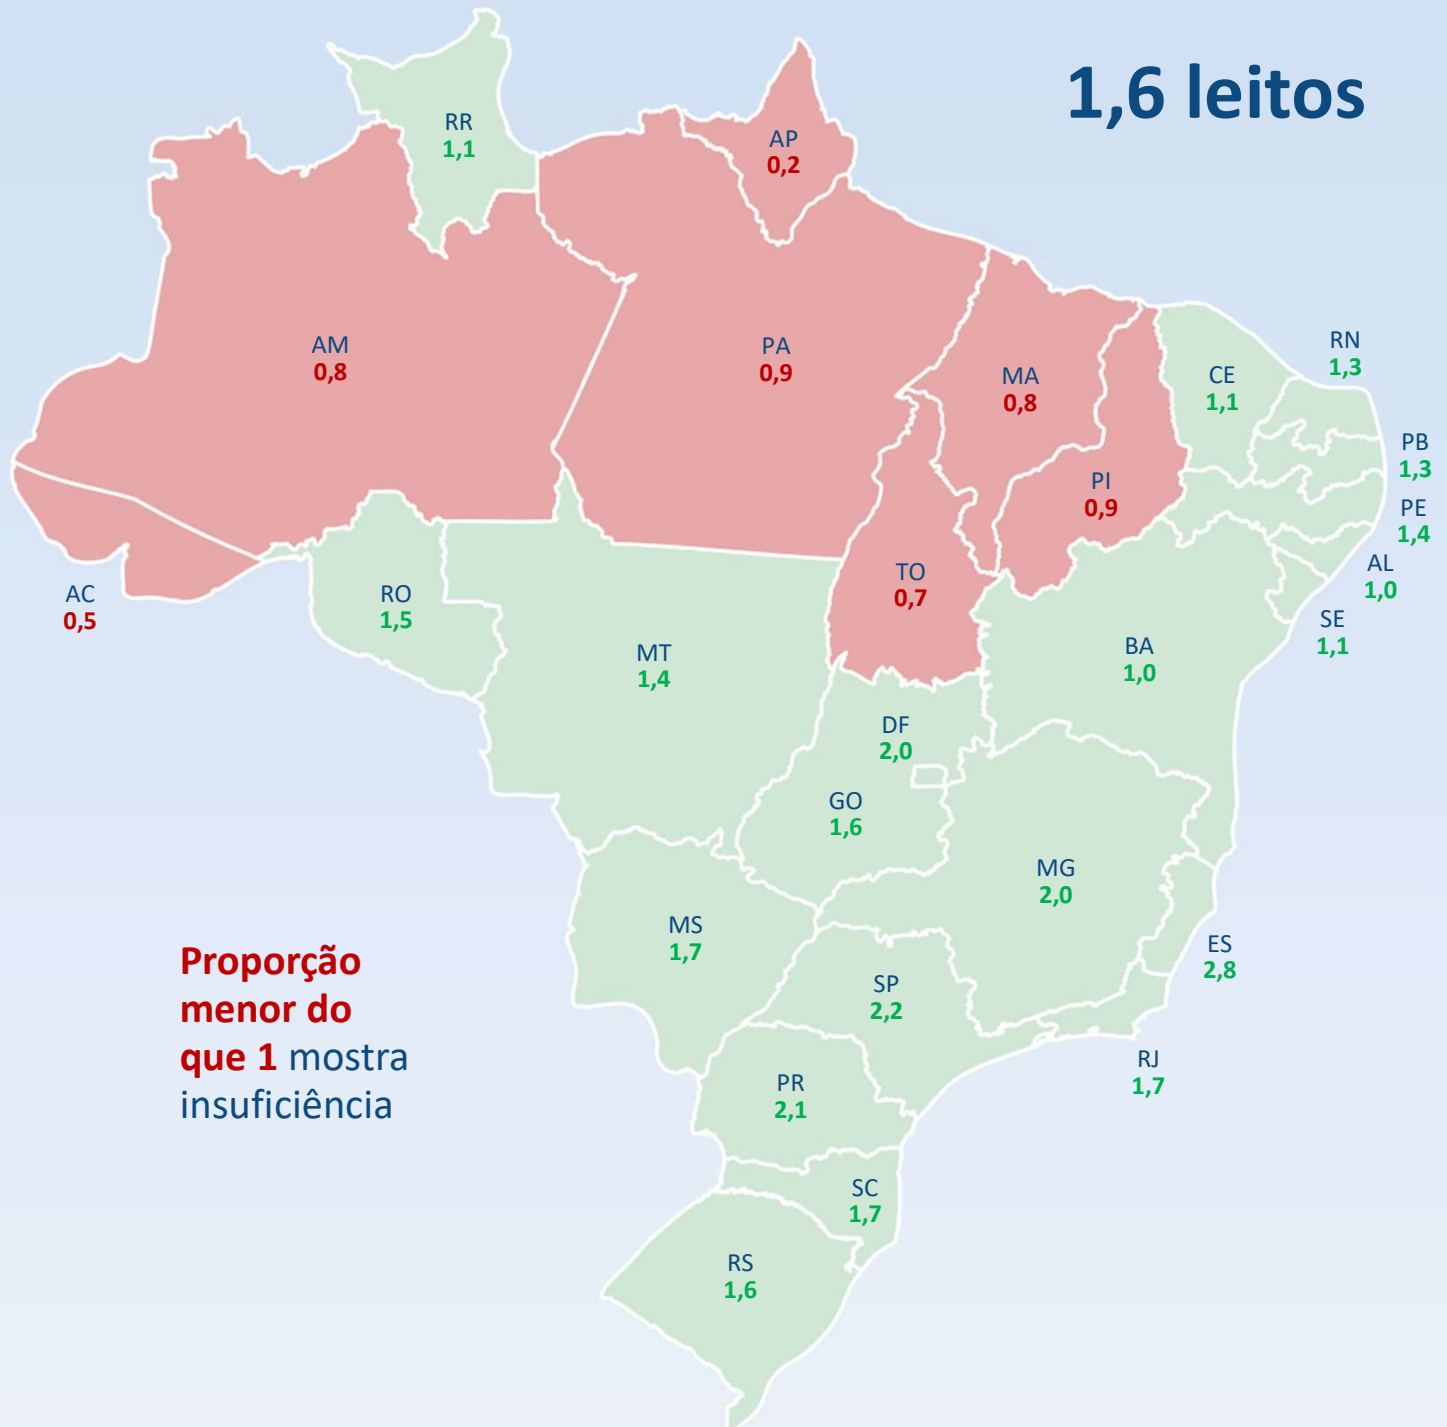 1,6 leitos
RR
1,1
AP
0,2
AM
0,8
PA
0,9
MA
0,8
CE
1,1
RN
1,3
PB
1,3
PI
0,9
PE
1,4
AL
1,0
SE
1,1
AC
0,5
RO
1,5
TO
0,7
MT
1,4
BA
1,0
DF
2,0
GO
1,6
MG
2,0
MS
1,7
ES
2,8
SP
2,2
RJ
1,7
Proporção
menor do
que 1 mostra
insuficiência
PR
2,1
SC
1,7
RS
1,6